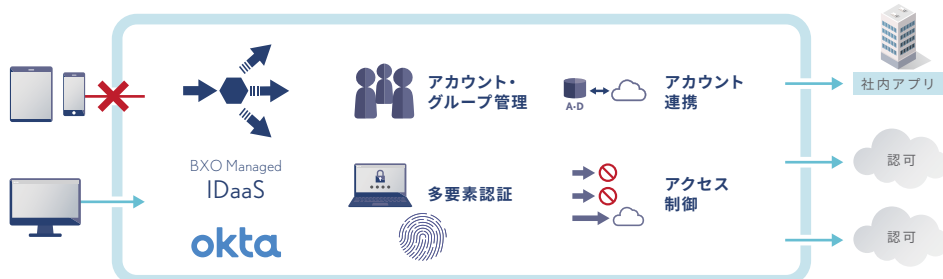 アカウント・
グループ管理
A・D
アカウント
連携
社内アプリ
BXO Managed
IDaaS
okta
多要素認証
アクセス
制御
認可
認可